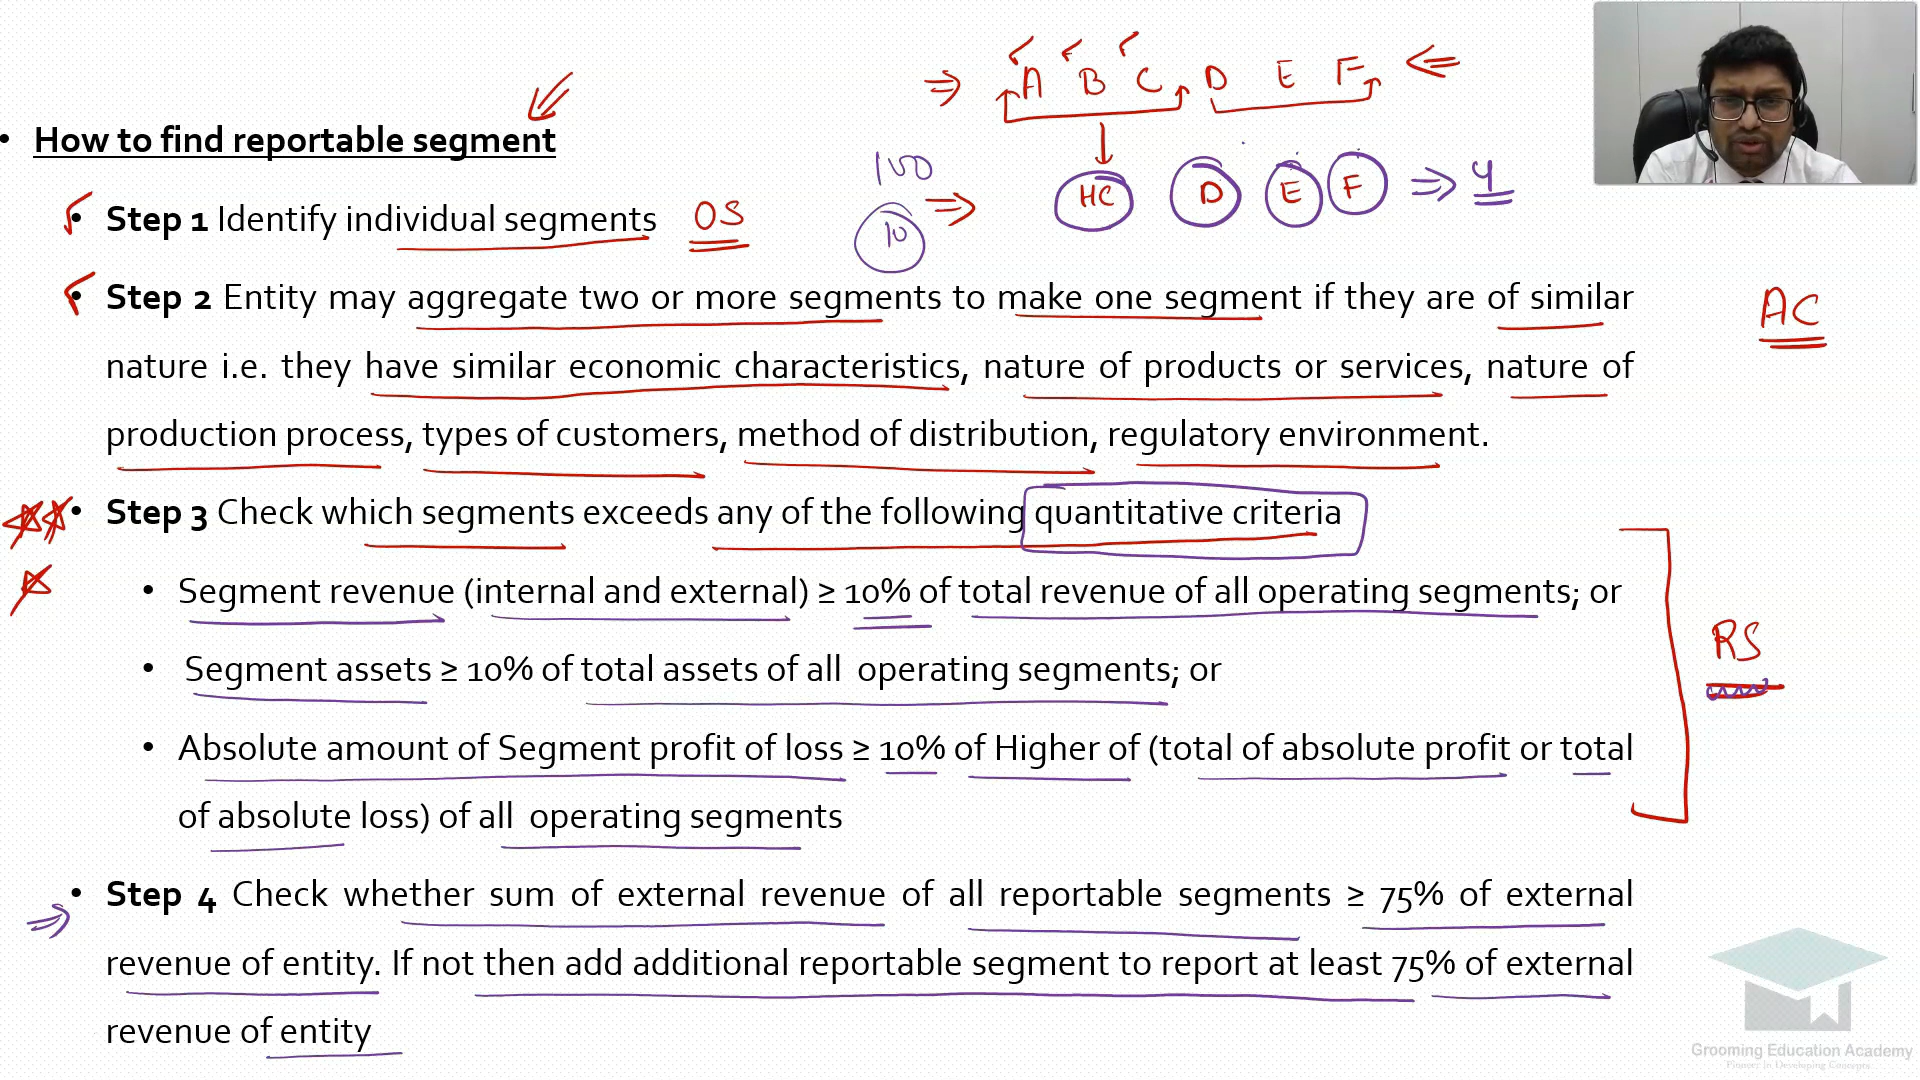 A B C D E F
• How to find reportable segment
100
HC D E F ⇒ 4
10
• Step 1 Identify individual segments OS
• Step 2 Entity may aggregate two or more segments to make one segment if they are of similar
AC
nature i.e. they have similar economic characteristics, nature of products or services, nature of
production process, types of customers, method of distribution, regulatory environment.
• Step 3 Check which segments exceeds any of the following quantitative criteria
• Segment revenue (internal and external) ≥ 10% of total revenue of all operating segments; or
RS
• Segment assets ≥ 10% of total assets of all operating segments; or
• Absolute amount of Segment profit of loss ≥ 10% of Higher of (total of absolute profit or total
of absolute loss) of all operating segments
• Step 4 Check whether sum of external revenue of all reportable segments ≥ 75% of external
revenue of entity. If not then add additional reportable segment to report at least 75% of external
revenue of entity
Grooming Education Academy
Pioneer in Developing Concepts